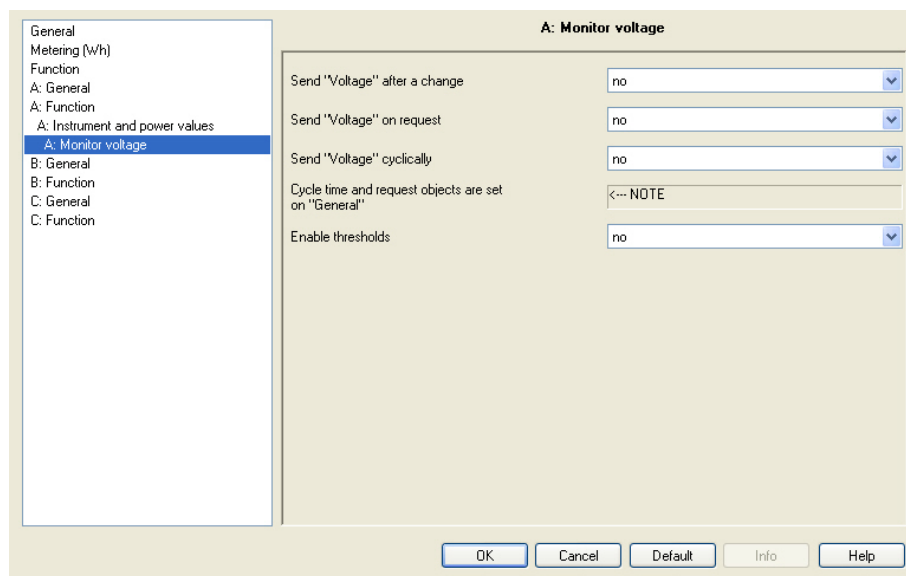 General
Metering (Wh)
Function
A: General
A: Function
A: Instrument and power values
A: Monitor voltage
B: General
B: Function
C: General
C: Function
A: Monitor voltage
Send "Voltage" after a change
no
Send "Voltage" on request
no
Send "Voltage" cyclically
no
Cycle time and request objects are set
on "General"
<--- NOTE
Enable thresholds
no
OK
Cancel
Default
Info
Help